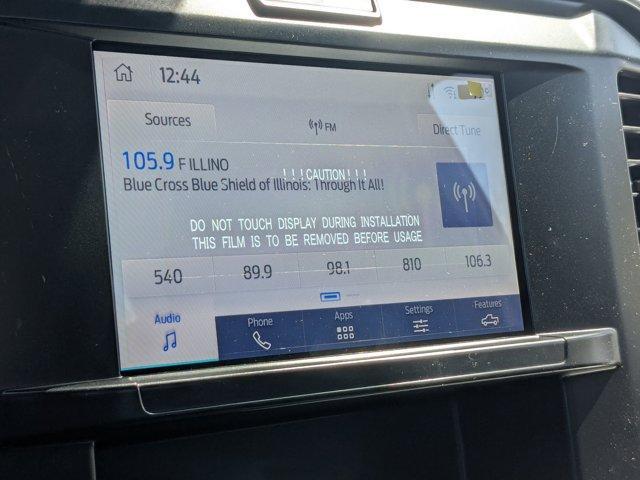 12:44
Sources
FM
Direct Tune
105.9 F ILLINO
! ! ! CAUTION ! ! !
Blue Cross Blue Shield of Illinois: Through It All!
DO NOT TOUCH DISPLAY DURING INSTALLATION
THIS FILM IS TO BE REMOVED BEFORE USAGE
540 89.9 98.1 810 106.3
Audio Phone Apps Settings Features